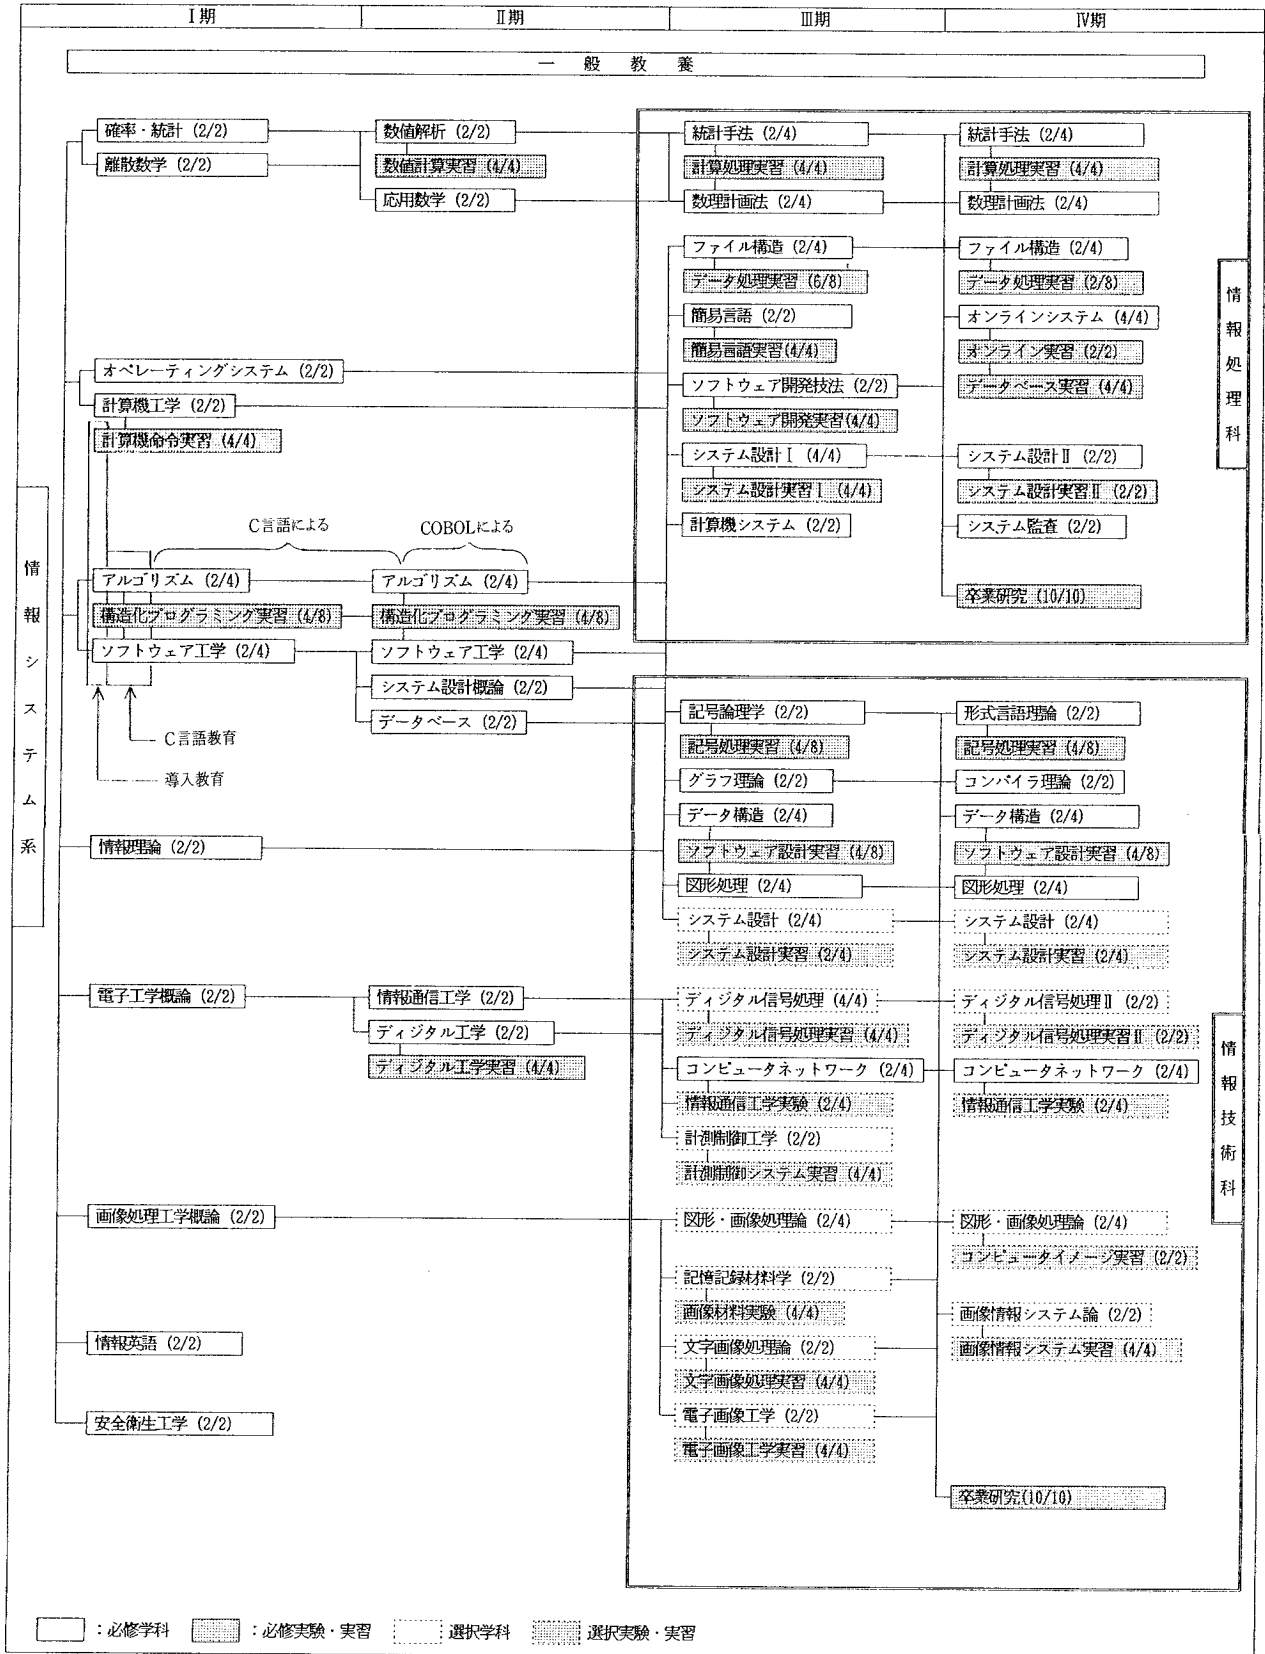 I期 II期 III期 IV期
一般教養
確率・統計 (2/2) 数値解析 (2/2) 統計手法 (2/4) 統計手法 (2/4)
離散数学 (2/2) 数値計算実習 (4/4) 計算処理実習 (4/4) 計算処理実習 (4/4)
応用数学 (2/2) 数理計画法 (2/4) 数理計画法 (2/4)
ファイル構造 (2/4) ファイル構造 (2/4)
データ処理実習 (6/8) データ処理実習 (2/8)
簡易言語 (2/2) オンラインシステム (4/4)
簡易言語実習(4/4) オンライン実習 (2/2)
オペレーティングシステム (2/2) ソフトウェア開発技法 (2/2) データベース実習 (4/4)
計算機工学 (2/2) ソフトウェア開発実習(4/4)
計算機命令実習 (4/4) システム設計I (4/4) システム設計II (2/2)
システム設計実習I (4/4) システム設計実習II (2/2)
C言語による COBOLによる 計算機システム (2/2) システム監査 (2/2)
アルゴリズム (2/4) アルゴリズム (2/4) 卒業研究 (10/10)
構造化プログラミング実習 (4/8) 構造化プログラミング実習 (4/8)
ソフトウェア工学 (2/4) ソフトウェア工学 (2/4)
システム設計概論 (2/2)
データベース (2/2) 記号論理学 (2/2) 形式言語理論 (2/2)
C言語教育 記号処理実習 (4/8) 記号処理実習 (4/8)
導入教育 グラフ理論 (2/2) コンパイラ理論 (2/2)
データ構造 (2/4) データ構造 (2/4)
情報理論 (2/2) ソフトウェア設計実習 (4/8) ソフトウェア設計実習 (4/8)
図形処理 (2/4) 図形処理 (2/4)
システム設計 (2/4) システム設計 (2/4)
システム設計実習 (2/4) システム設計実習 (2/4)
電子工学概論 (2/2) 情報通信工学 (2/2) ディジタル信号処理 (4/4) ディジタル信号処理II (2/2)
ディジタル工学 (2/2) ディジタル信号処理実習 (4/4) ディジタル信号処理実習II (2/2)
ディジタル工学実習 (4/4) コンピュータネットワーク (2/4) コンピュータネットワーク (2/4)
情報通信工学実験 (2/4) 情報通信工学実験 (2/4)
計測制御工学 (2/2)
計測制御システム実習 (4/4)
画像処理工学概論 (2/2) 図形・画像処理論 (2/4) 図形・画像処理論 (2/4)
コンピュータイメージ実習 (2/2)
記憶記録材料学 (2/2)
画像材料実験 (4/4) 画像情報システム論 (2/2)
情報英語 (2/2) 文字画像処理論 (2/2) 画像情報システム実習 (4/4)
文字画像処理実習 (4/4)
安全衛生工学 (2/2) 電子画像工学 (2/2)
電子画像工学実習 (4/4)
卒業研究(10/10)
情報システム系
情報処理科
情報技術科
：必修学科 ：必修実験・実習 選択学科 選択実験・実習